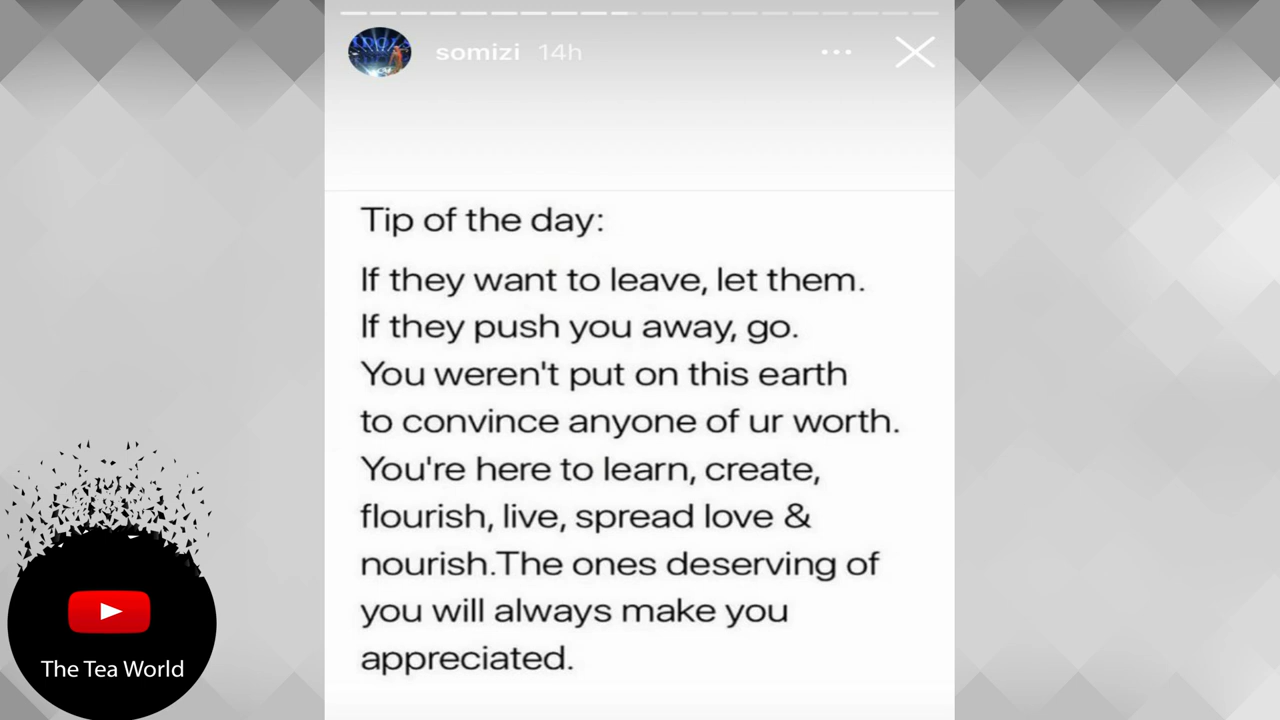 somizi 14h
Tip of the day:
If they want to leave, let them.
If they push you away, go.
You weren't put on this earth
to convince anyone of ur worth.
You're here to learn, create,
flourish, live, spread love &
nourish.The ones deserving of
you will always make you
appreciated.
The Tea World